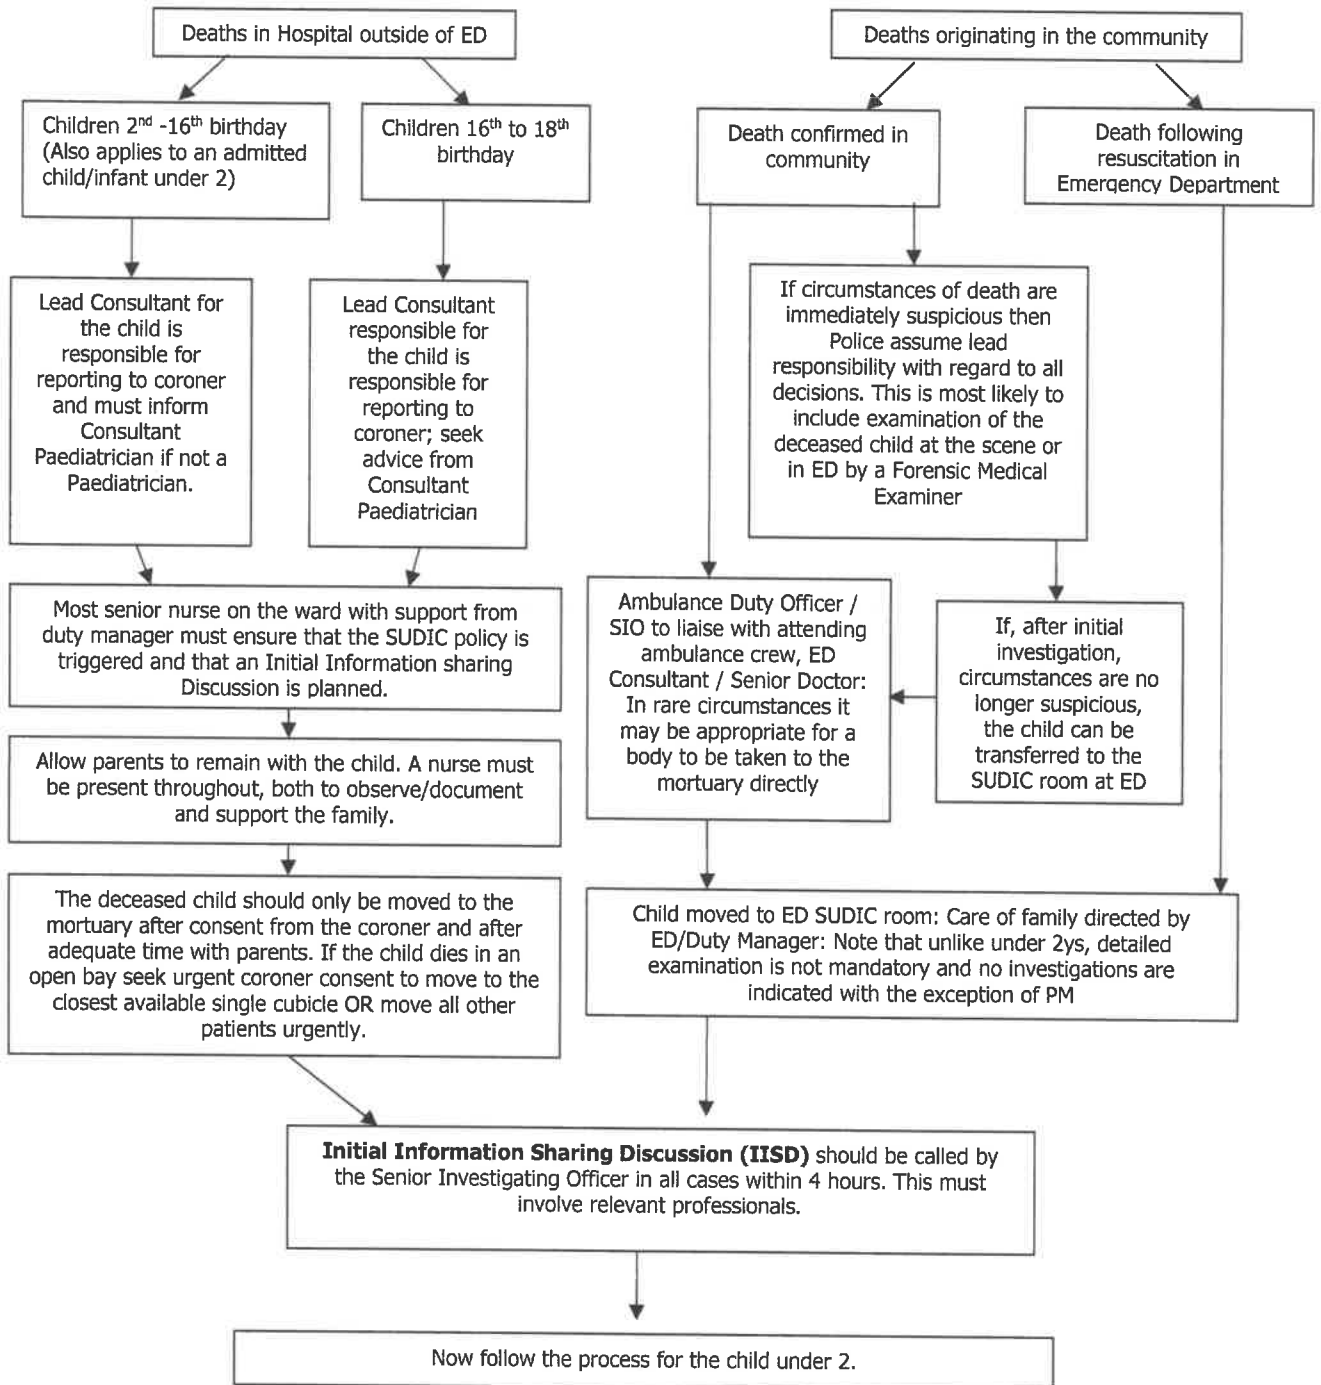 Deaths in Hospital outside of ED
Deaths originating in the community
Children 2nd -16th birthday
(Also applies to an admitted
child/infant under 2)
Children 16th to 18th
birthday
Death confirmed in
community
Death following
resuscitation in
Emergency Department
Lead Consultant for
the child is
responsible for
reporting to coroner
and must inform
Consultant
Paediatrician if not a
Paediatrician.
Lead Consultant
responsible for
the child is
responsible for
reporting to
coroner; seek
advice from
Consultant
Paediatrician
If circumstances of death are
immediately suspicious then
Police assume lead
responsibility with regard to all
decisions. This is most likely to
include examination of the
deceased child at the scene or
in ED by a Forensic Medical
Examiner
Most senior nurse on the ward with support from
duty manager must ensure that the SUDIC policy is
triggered and that an Initial Information sharing
Discussion is planned.
Ambulance Duty Officer /
SIO to liaise with attending
ambulance crew, ED
Consultant / Senior Doctor:
In rare circumstances it
may be appropriate for a
body to be taken to the
mortuary directly
If, after initial
investigation,
circumstances are no
longer suspicious,
the child can be
transferred to the
SUDIC room at ED
Allow parents to remain with the child. A nurse must
be present throughout, both to observe/document
and support the family.
The deceased child should only be moved to the
mortuary after consent from the coroner and after
adequate time with parents. If the child dies in an
open bay seek urgent coroner consent to move to the
closest available single cubicle OR move all other
patients urgently.
Child moved to ED SUDIC room: Care of family directed by
ED/Duty Manager: Note that unlike under 2ys, detailed
examination is not mandatory and no investigations are
indicated with the exception of PM
Initial Information Sharing Discussion (IISD) should be called by
the Senior Investigating Officer in all cases within 4 hours. This must
involve relevant professionals.
Now follow the process for the child under 2.